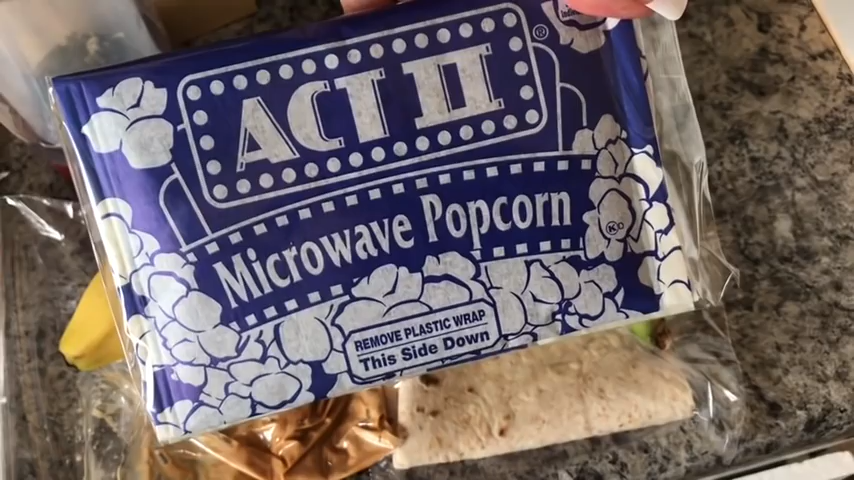 ACT II®
Microwave Popcorn
K
REMOVE PLASTIC WRAP
This Side Down